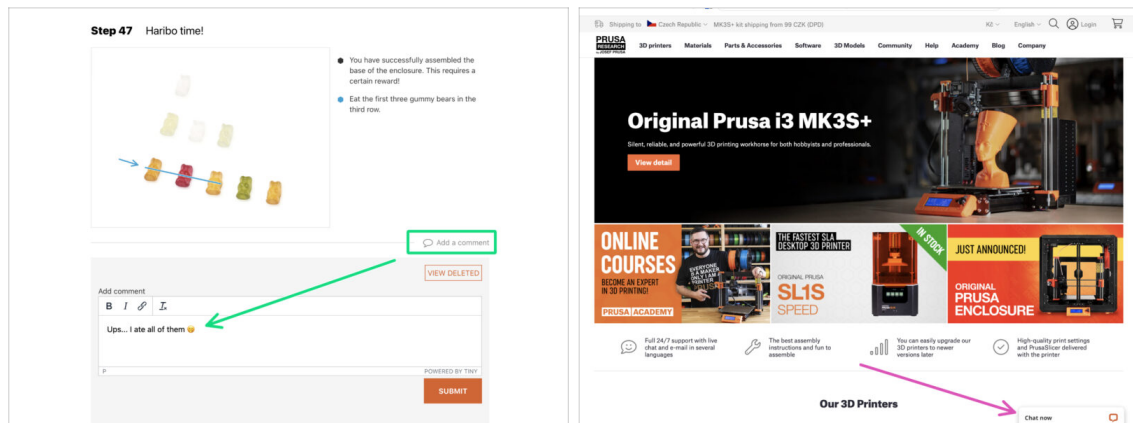 Step 47 Haribo time!
You have successfully assembled the
base of the enclosure. This requires a
certain reward!
Eat the first three gummy bears in the
third row.
Add a comment
VIEW DELETED
Add comment
B I
Ups... I ate all of them
P
POWERED BY TINY
SUBMIT
Shipping to Czech Republic MK3S+ kit shipping from 99 CZK (DPD)
Kč English Login
PRUSA
RESEARCH
by JOSEF PRUSA
3D printers Materials Parts & Accessories Software 3D Models Community Help Academy Blog Company
Original Prusa i3 MK3S+
Silent, reliable, and powerful 3D printing workhorse for both hobbyists and professionals.
View detail
ONLINE
COURSES
BECOME AN EXPERT
IN 3D PRINTING!
PRUSA ACADEMY
EVERYONE
IS A MAKER
THE FASTEST SLA
DESKTOP 3D PRINTER
ORIGINAL PRUSA
SL1S
SPEED
IN STOCK
JUST ANNOUNCED!
ORIGINAL
PRUSA
ENCLOSURE
Full 24/7 support with live
chat and e-mail in several
languages
The best assembly
instructions and fun to
assemble
You can easily upgrade our
3D printers to newer
versions later
High-quality print settings
and PrusaSlicer delivered
with the printer
Our 3D Printers
Chat now